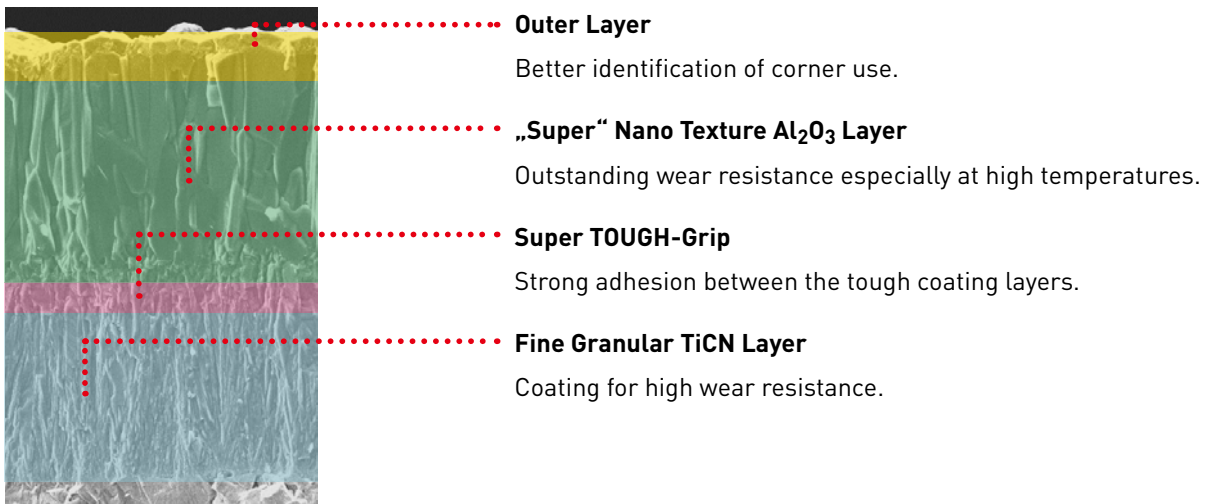 Outer Layer
Better identification of corner use.
„Super“ Nano Texture Al₂O₃ Layer
Outstanding wear resistance especially at high temperatures.
Super TOUGH-Grip
Strong adhesion between the tough coating layers.
Fine Granular TiCN Layer
Coating for high wear resistance.